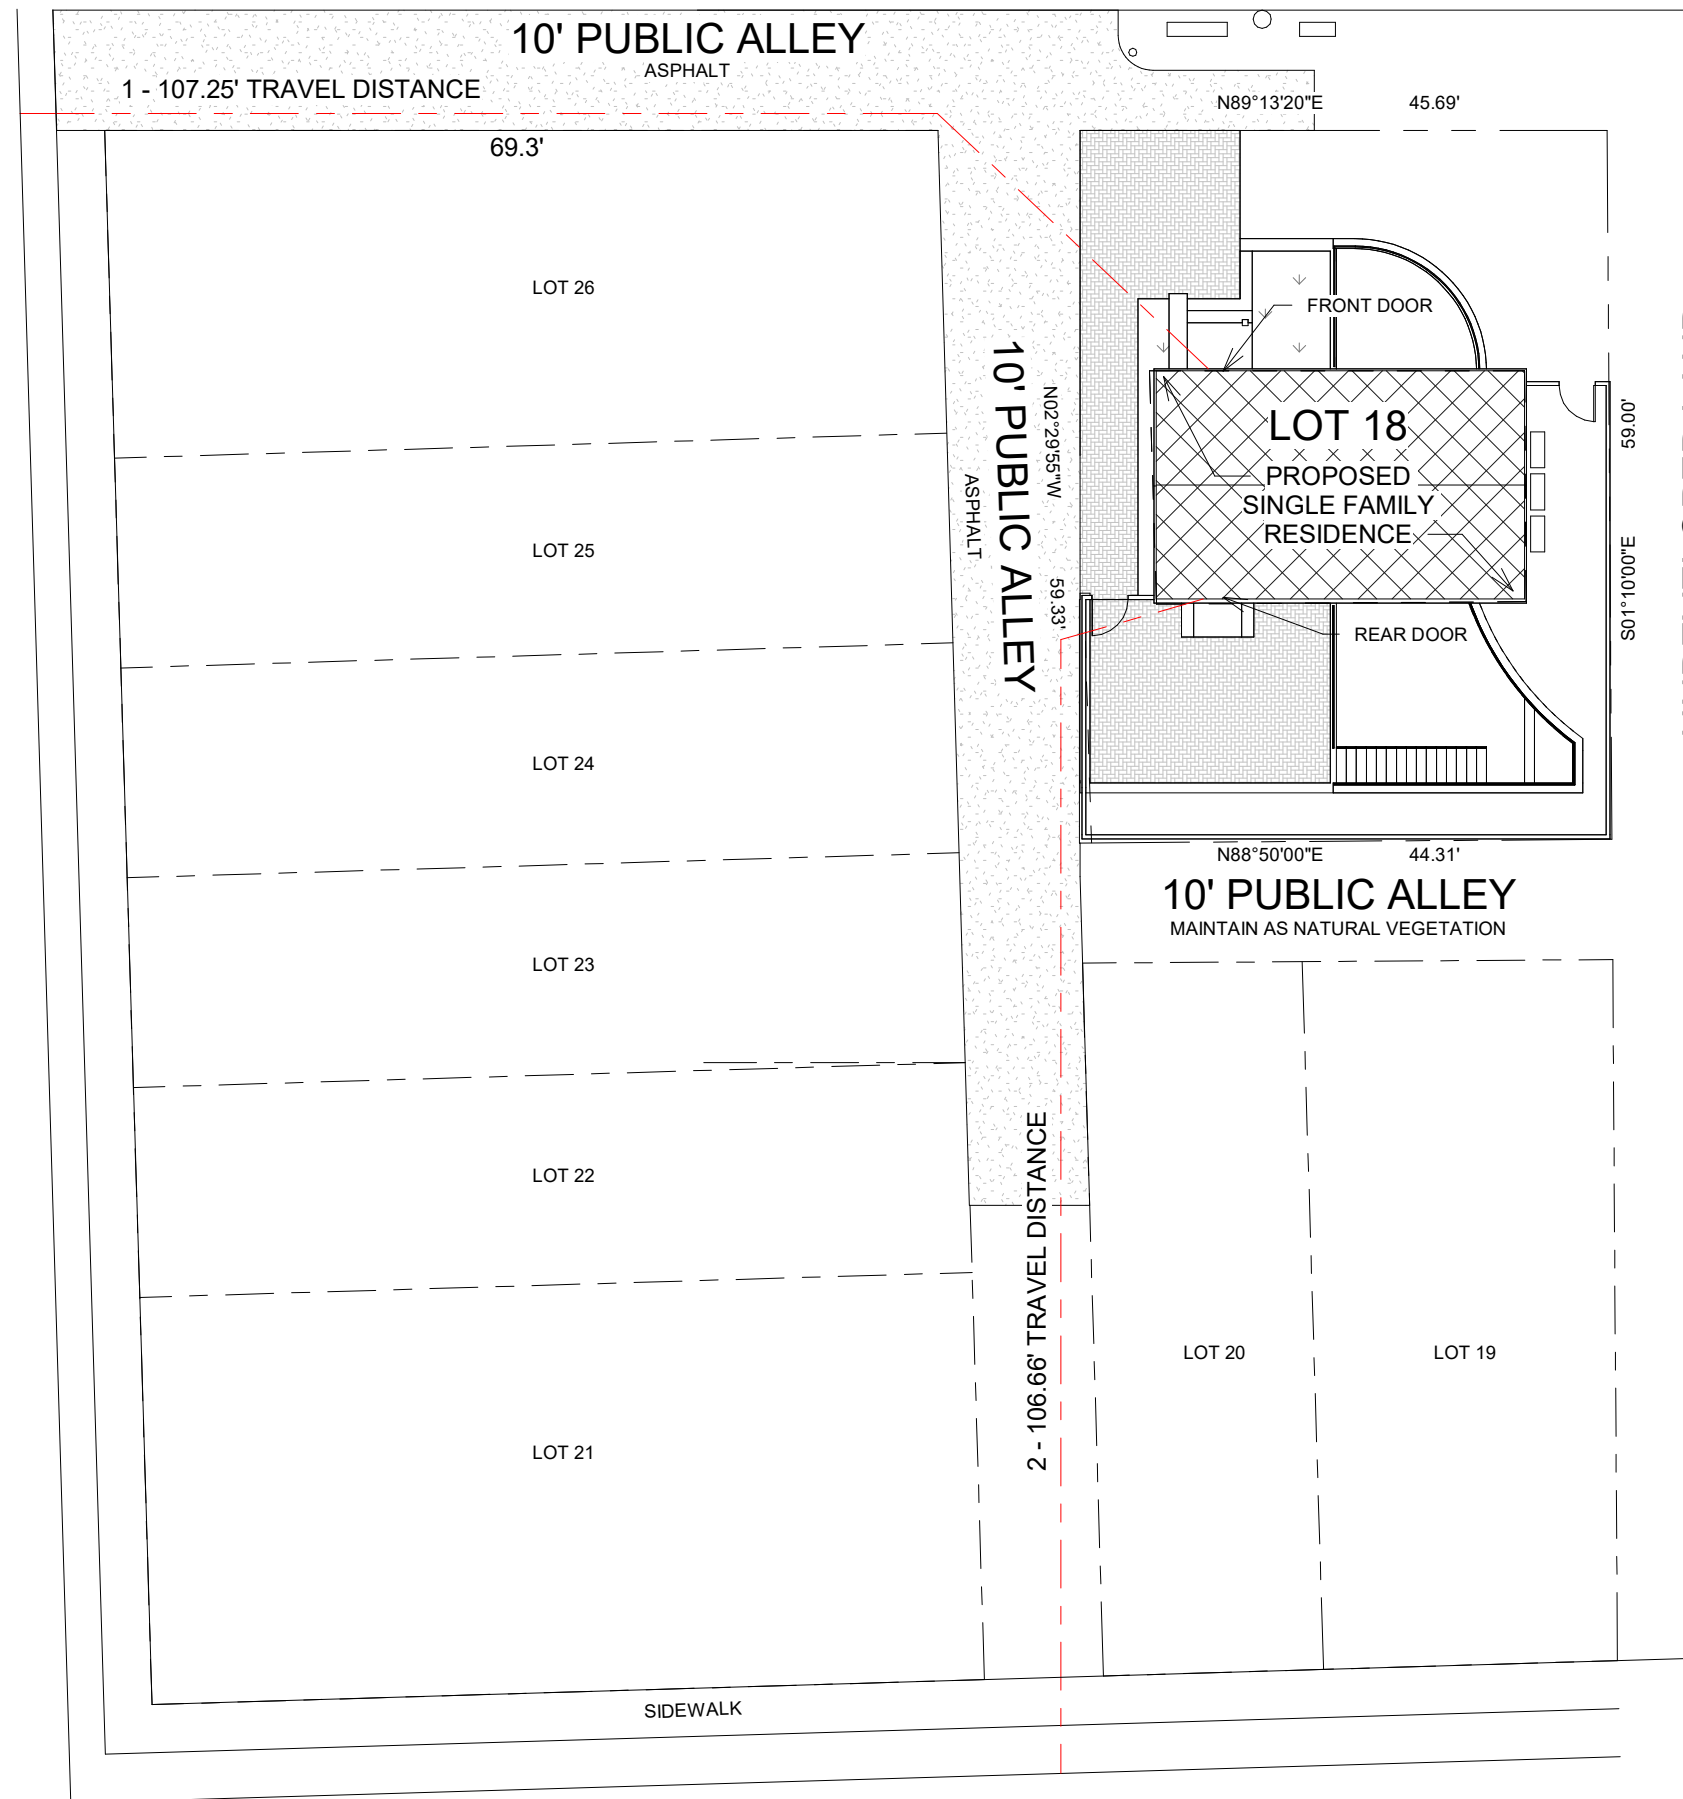 10' PUBLIC ALLEY
ASPHALT
1 - 107.25' TRAVEL DISTANCE
N89°13'20"E 45.69'
69.3'
LOT 26
FRONT DOOR
10' PUBLIC ALLEY
ASPHALT
N02°29'55"W 59.33'
LOT 18
PROPOSED
SINGLE FAMILY
RESIDENCE
S01°10'00"E 59.00'
LOT 25
REAR DOOR
LOT 24
N88°50'00"E 44.31'
10' PUBLIC ALLEY
MAINTAIN AS NATURAL VEGETATION
LOT 23
LOT 22
2 - 106.66' TRAVEL DISTANCE
LOT 20
LOT 19
LOT 21
SIDEWALK